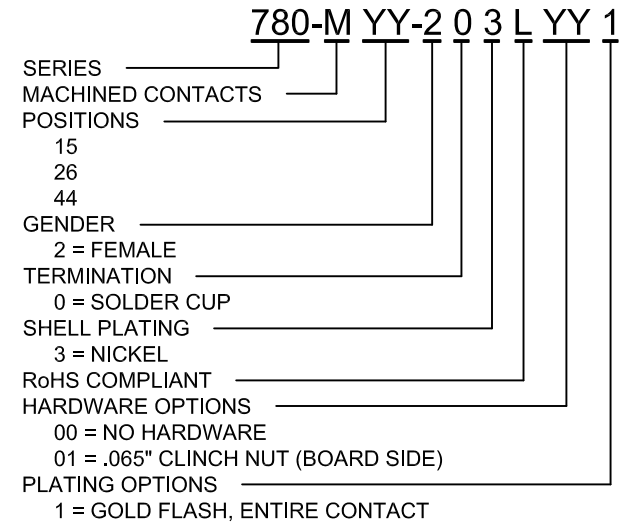 780-M YY-2 0 3 L YY 1
SERIES
MACHINED CONTACTS
POSITIONS
15
26
44
GENDER
2 = FEMALE
TERMINATION
0 = SOLDER CUP
SHELL PLATING
3 = NICKEL
RoHS COMPLIANT
HARDWARE OPTIONS
00 = NO HARDWARE
01 = .065" CLINCH NUT (BOARD SIDE)
PLATING OPTIONS
1 = GOLD FLASH, ENTIRE CONTACT